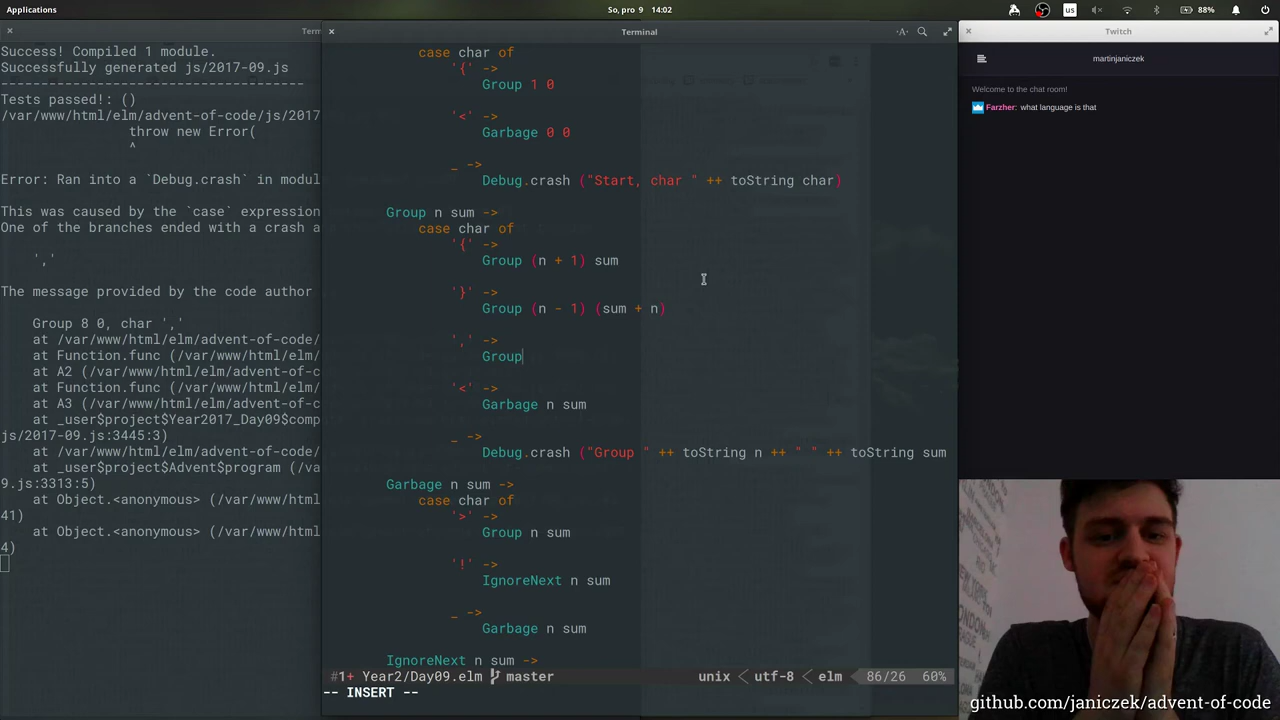 Applications
So, pro 9 14:02
us
88%
Term
Success! Compiled 1 module.
Successfully generated js/2017-09.js
----------------------------------
Tests passed!: ()
/var/www/html/elm/advent-of-code/js/2017
throw new Error(
^
Error: Ran into a `Debug.crash` in modul
This was caused by the `case` expression
One of the branches ended with a crash a
','
The message provided by the code author
Group 8 0, char ','
at /var/www/html/elm/advent-of-code/
at Function.func (/var/www/html/elm/
at A2 (/var/www/html/elm/advent-of-c
at Function.func (/var/www/html/elm/
at A3 (/var/www/html/elm/advent-of-c
at _user$project$Year2017_Day09$comp
js/2017-09.js:3445:3)
at /var/www/html/elm/advent-of-code/
at _user$project$Advent$program (/va
9.js:3313:5)
at Object.<anonymous> (/var/www/html
41)
at Object.<anonymous> (/var/www/html
4)
Terminal
case char of
'{' ->
Group 1 0
'<' ->
Garbage 0 0
_ ->
Debug.crash ("Start, char " ++ toString char)
Group n sum ->
case char of
'{' ->
Group (n + 1) sum
'}' ->
Group (n - 1) (sum + n)
',' ->
Group
'<' ->
Garbage n sum
_ ->
Debug.crash ("Group " ++ toString n ++ " " ++ toString sum
Garbage n sum ->
case char of
'>' ->
Group n sum
'!' ->
IgnoreNext n sum
_ ->
Garbage n sum
IgnoreNext n sum ->
#1+ Year2/Day09.elm master unix < utf-8 < elm 86/26 60%
-- INSERT --
Twitch
martinjaniczek
Welcome to the chat room!
Farzher: what language is that
github.com/janiczek/advent-of-code